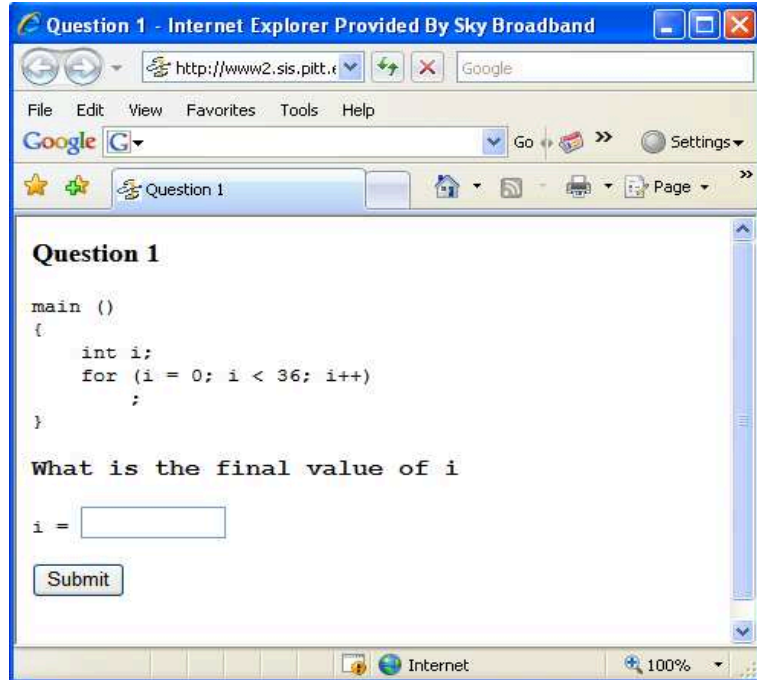 Question 1 - Internet Explorer Provided By Sky Broadband
http://www2.sis.pitt.e
Google
File Edit View Favorites Tools Help
Google G Go » Settings
Question 1 Page »
Question 1
main ()
{
int i;
for (i = 0; i < 36; i++)
;
}
What is the final value of i
i =
Submit
Internet 100%